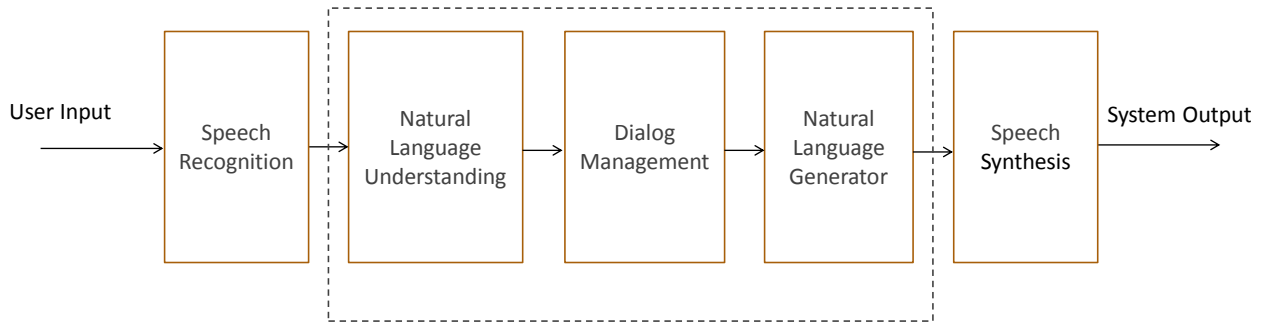 User Input
Speech
Recognition
Natural
Language
Understanding
Dialog
Management
Natural
Language
Generator
Speech
Synthesis
System Output